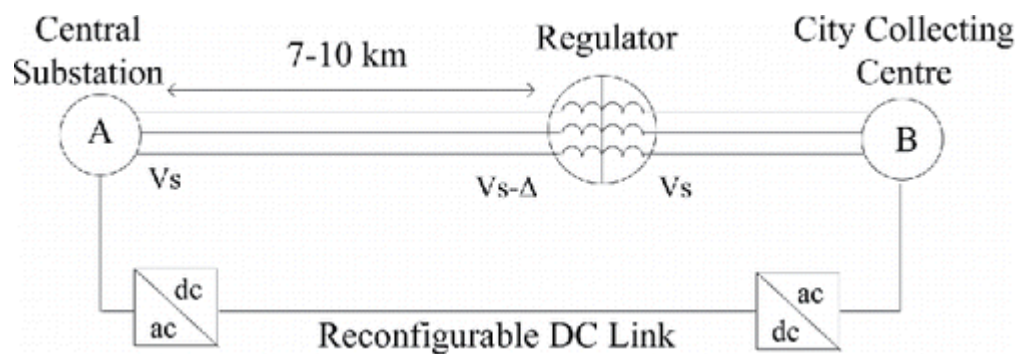 Central
Substation
7-10 km
Regulator
City Collecting
Centre
A
B
Vs
Vs-Δ
Vs
dc
ac
Reconfigurable DC Link
ac
dc